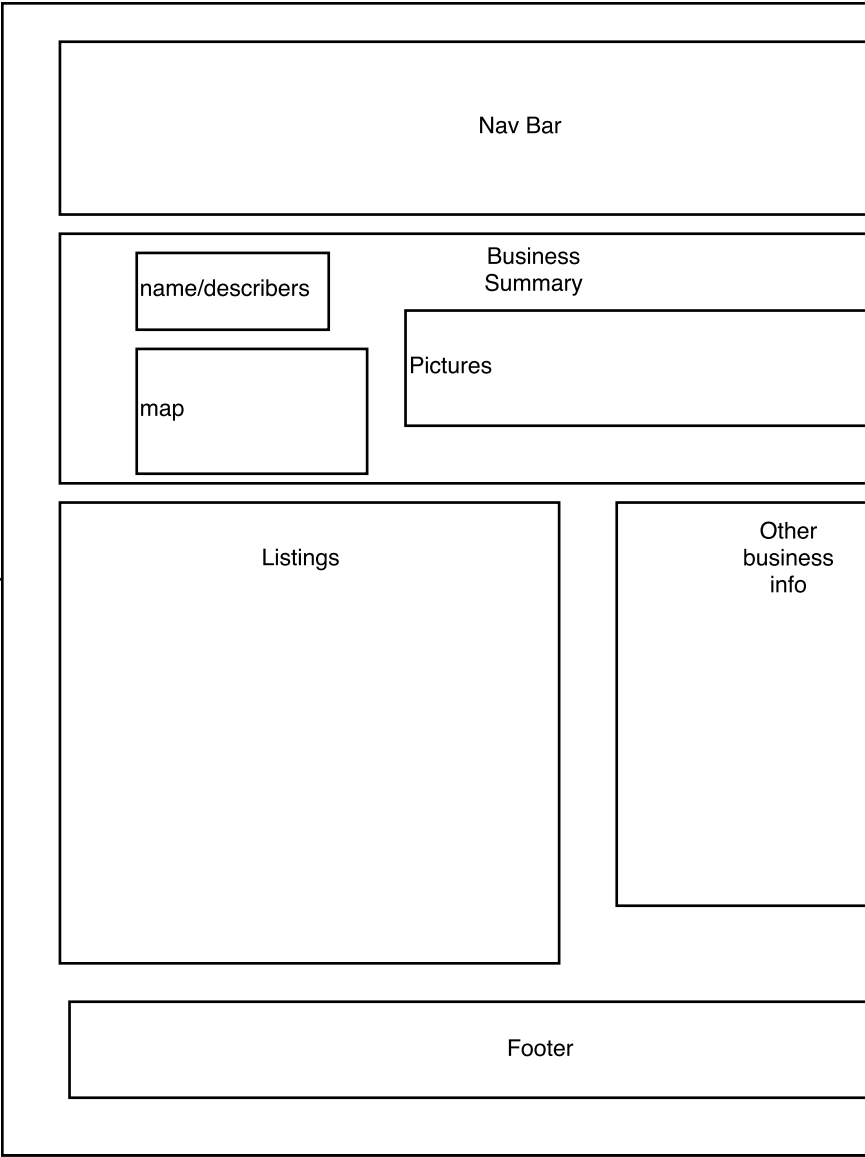 Nav Bar
Business
Summary
name/describers
Pictures
map
Listings
Other
business
info
Footer